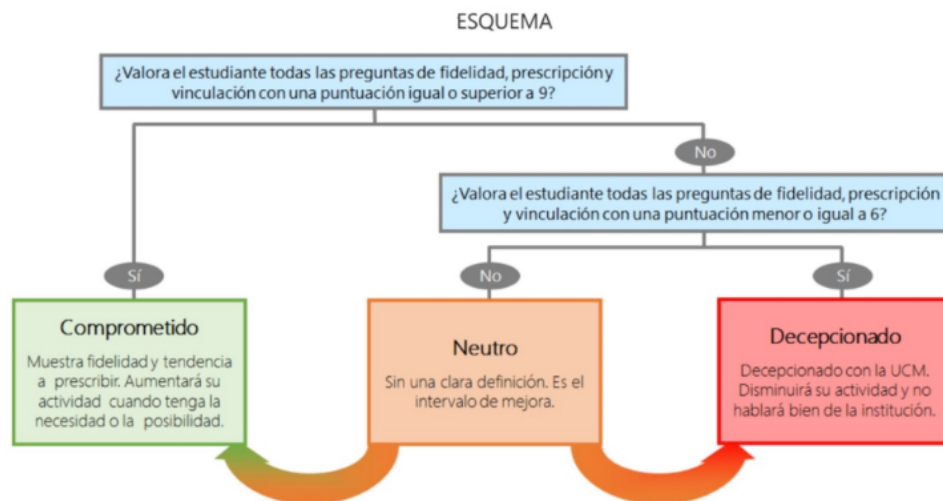 ESQUEMA
¿Valora el estudiante todas las preguntas de fidelidad, prescripción y
vinculación con una puntuación igual o superior a 9?
No
¿Valora el estudiante todas las preguntas de fidelidad, prescripción
y vinculación con una puntuación menor o igual a 6?
Sí
No
Sí
Comprometido
Muestra fidelidad y tendencia
a prescribir. Aumentará su
actividad cuando tenga la
necesidad o la posibilidad.
Neutro
Sin una clara definición. Es el
intervalo de mejora.
Decepcionado
Decepcionado con la UCM.
Disminuirá su actividad y no
hablará bien de la institución.